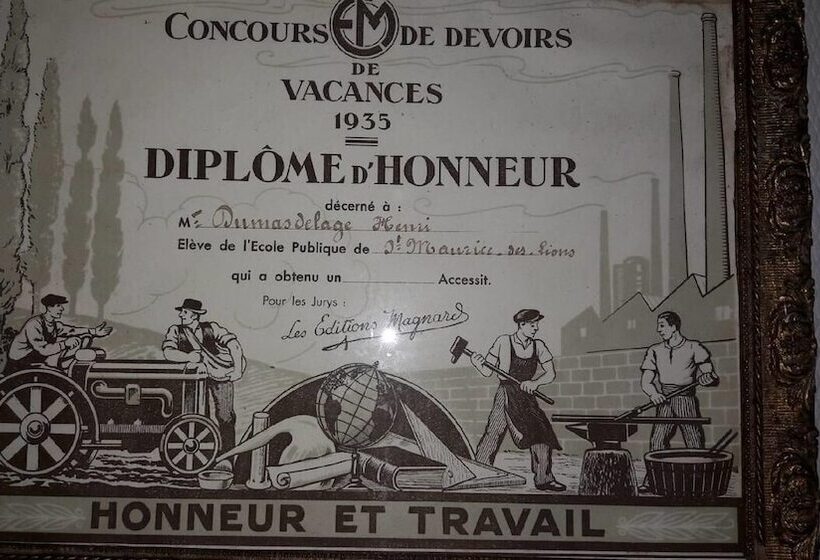 CONCOURS EM DE DEVOIRS
DE
VACANCES
1935
DIPLÔME D'HONNEUR
décerné à :
Mr Dumasdelage Henri
Elève de l'Ecole Publique de St Maurice-des-Lions
qui a obtenu un Accessit.
Pour les Jurys :
Les Editions Magnard
HONNEUR ET TRAVAIL